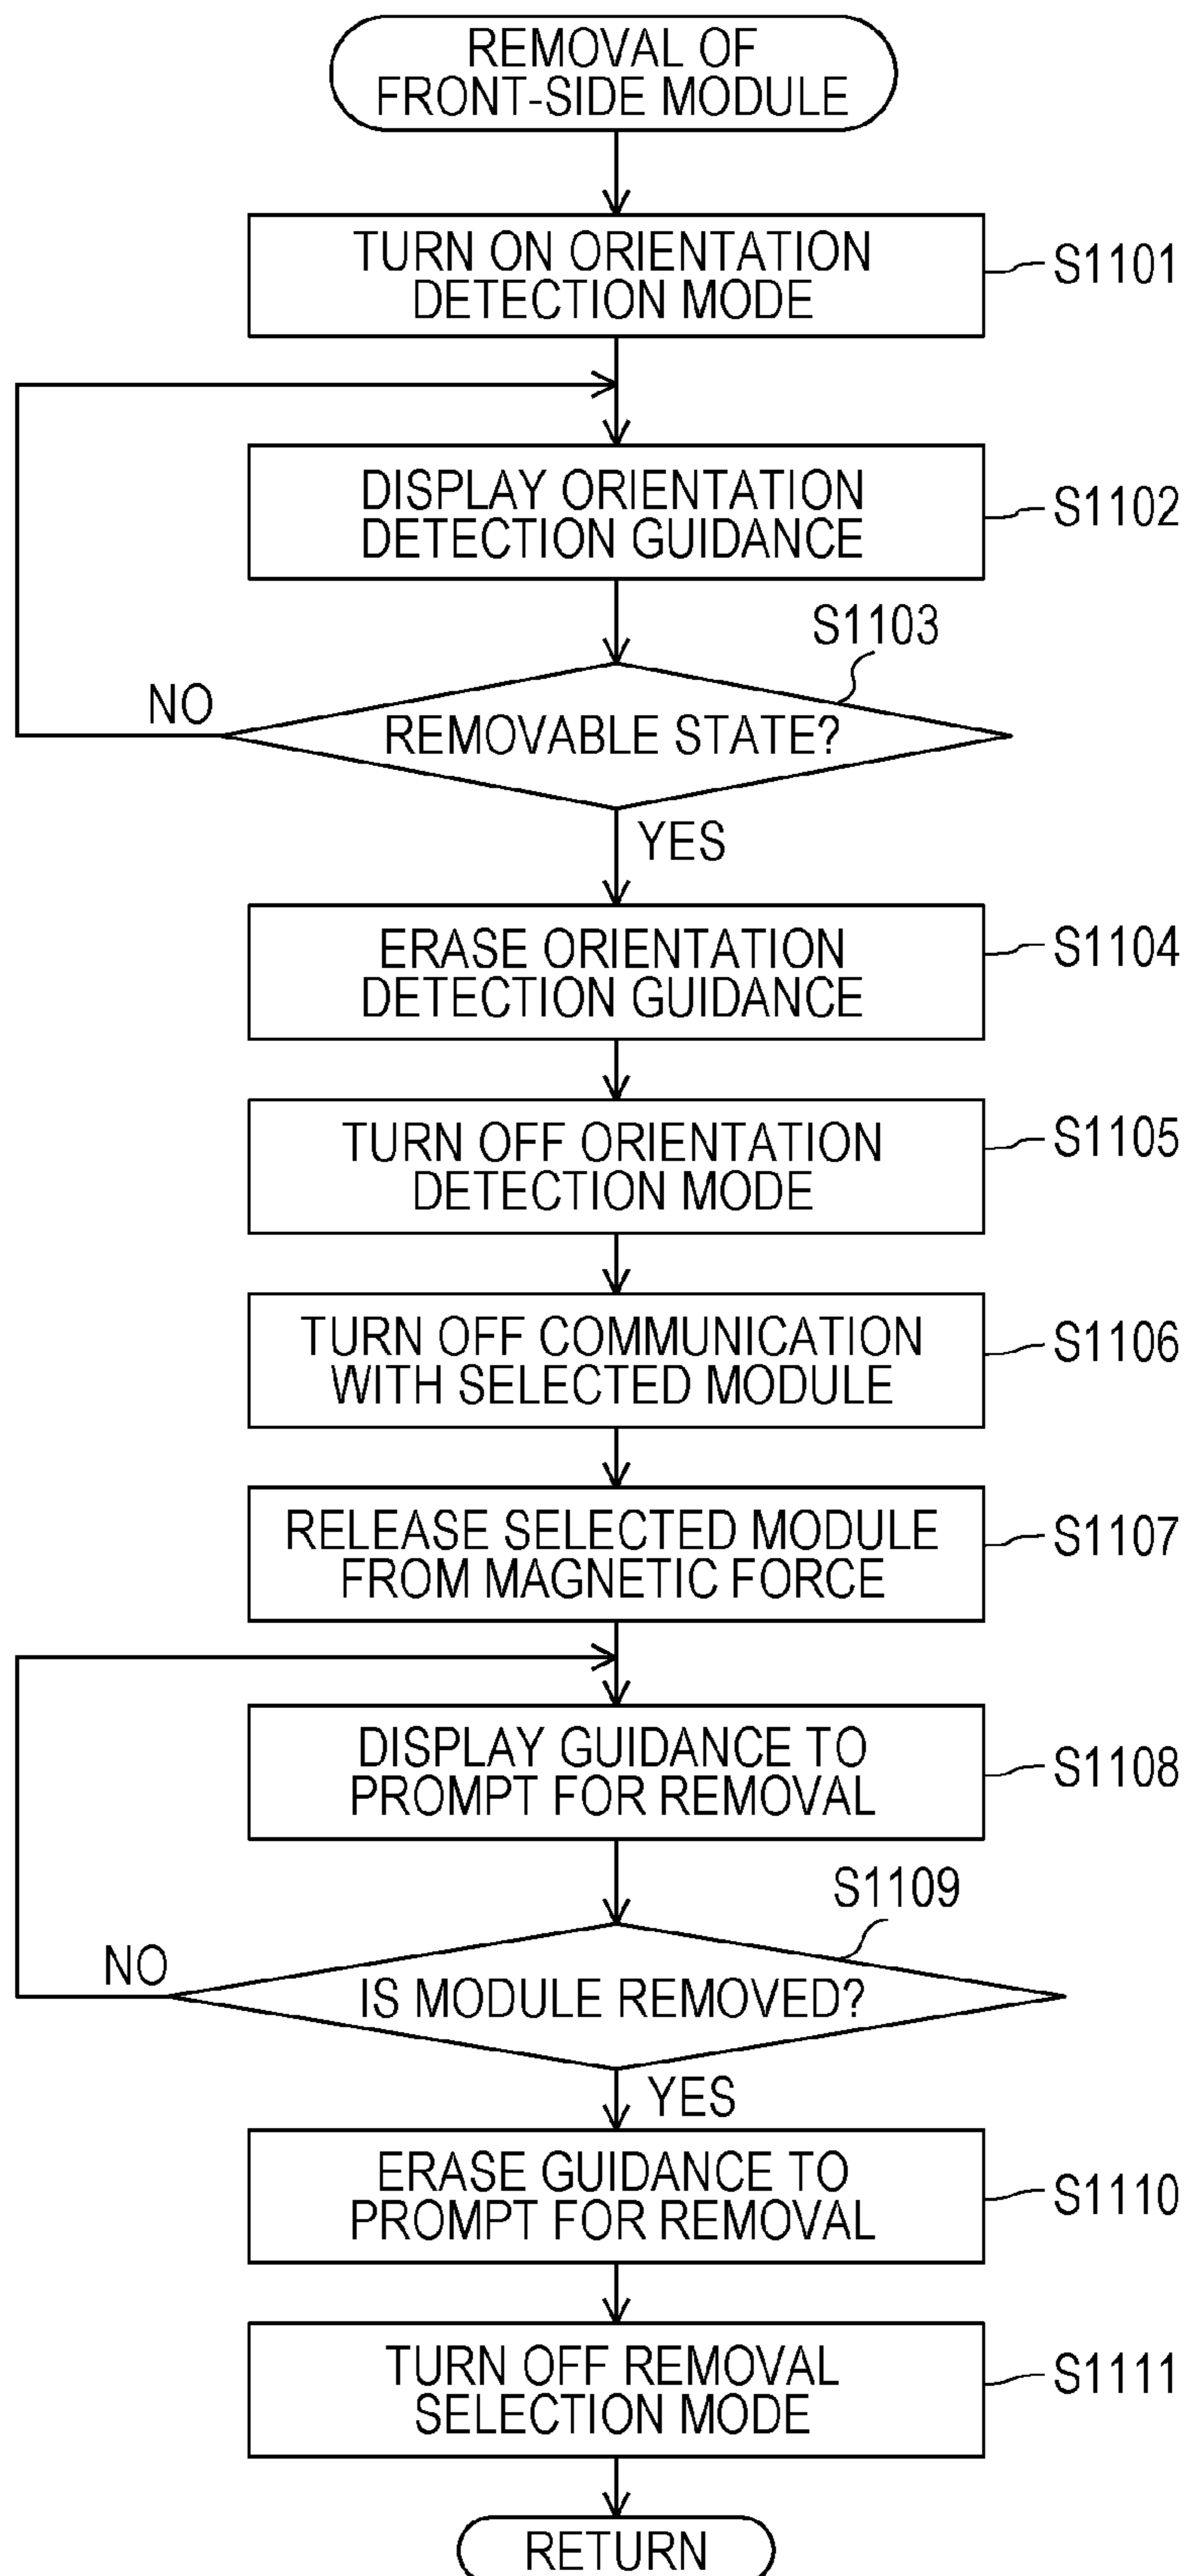 REMOVAL OF
FRONT-SIDE MODULE
TURN ON ORIENTATION
DETECTION MODE
S1101
DISPLAY ORIENTATION
DETECTION GUIDANCE
S1102
S1103
REMOVABLE STATE?
NO
YES
ERASE ORIENTATION
DETECTION GUIDANCE
S1104
TURN OFF ORIENTATION
DETECTION MODE
S1105
TURN OFF COMMUNICATION
WITH SELECTED MODULE
S1106
RELEASE SELECTED MODULE
FROM MAGNETIC FORCE
S1107
DISPLAY GUIDANCE TO
PROMPT FOR REMOVAL
S1108
S1109
IS MODULE REMOVED?
NO
YES
ERASE GUIDANCE TO
PROMPT FOR REMOVAL
S1110
TURN OFF REMOVAL
SELECTION MODE
S1111
RETURN